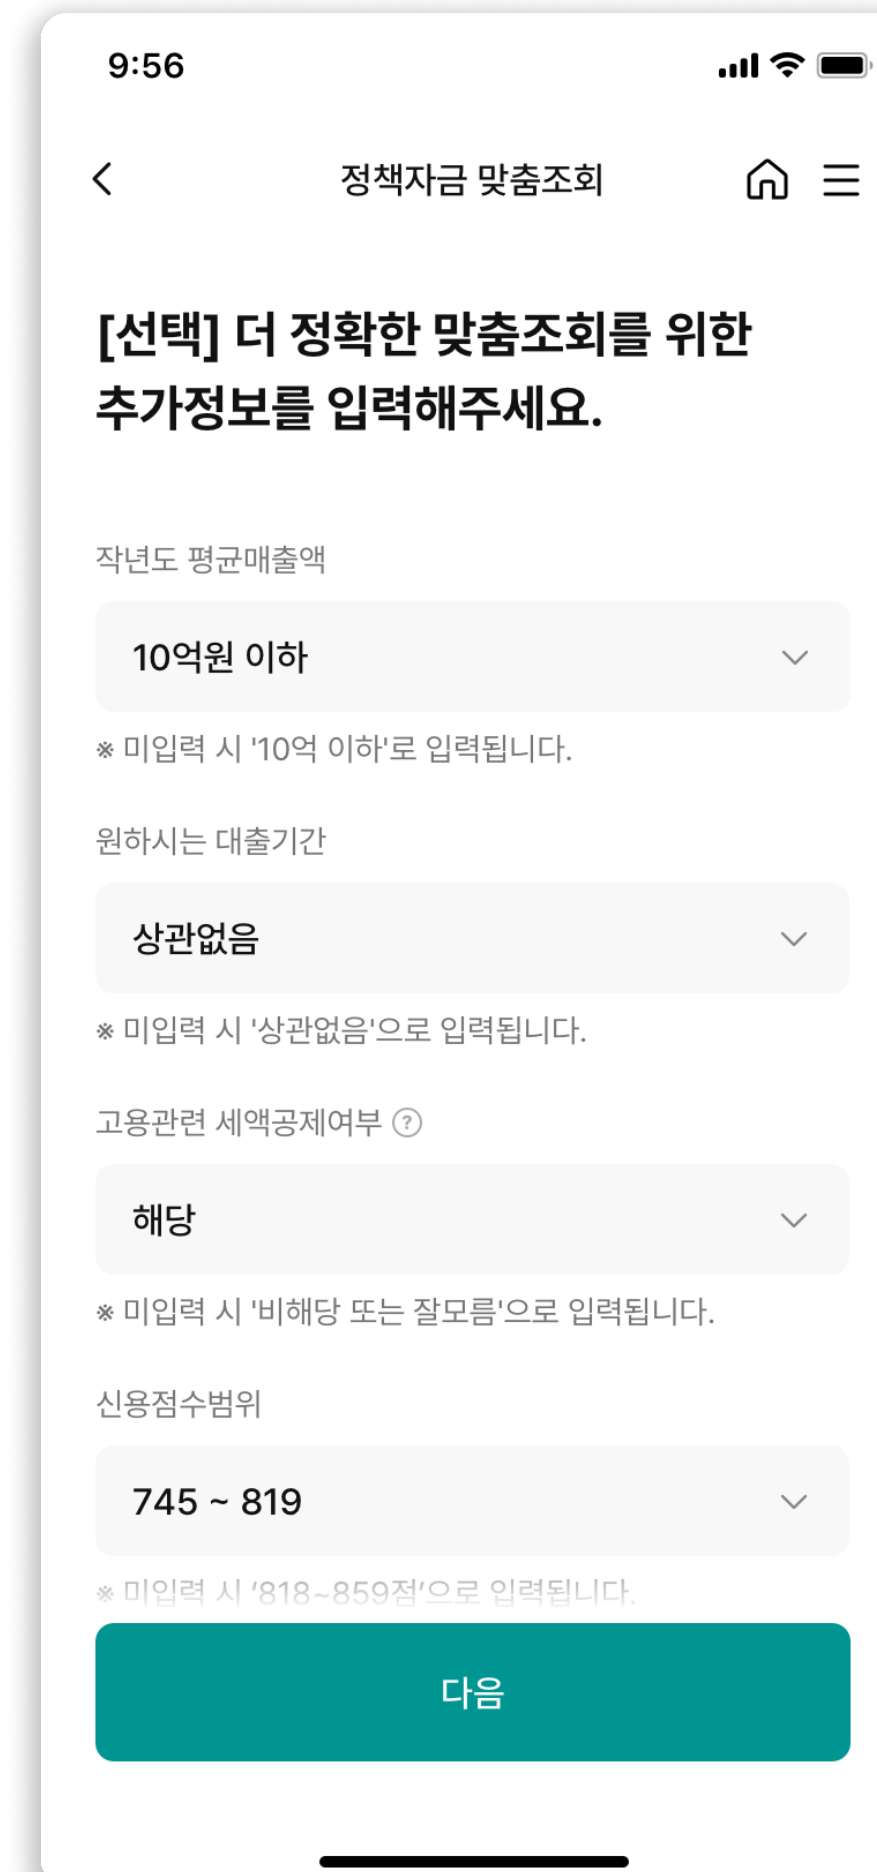 9:56
정책자금 맞춤조회
[선택] 더 정확한 맞춤조회를 위한
추가정보를 입력해주세요.
작년도 평균매출액
10억원 이하
※ 미입력 시 '10억 이하'로 입력됩니다.
원하시는 대출기간
상관없음
※ 미입력 시 '상관없음'으로 입력됩니다.
고용관련 세액공제여부 ?
해당
※ 미입력 시 '비해당 또는 잘모름'으로 입력됩니다.
신용점수범위
745 ~ 819
※ 미입력 시 '818~859점'으로 입력됩니다.
다음